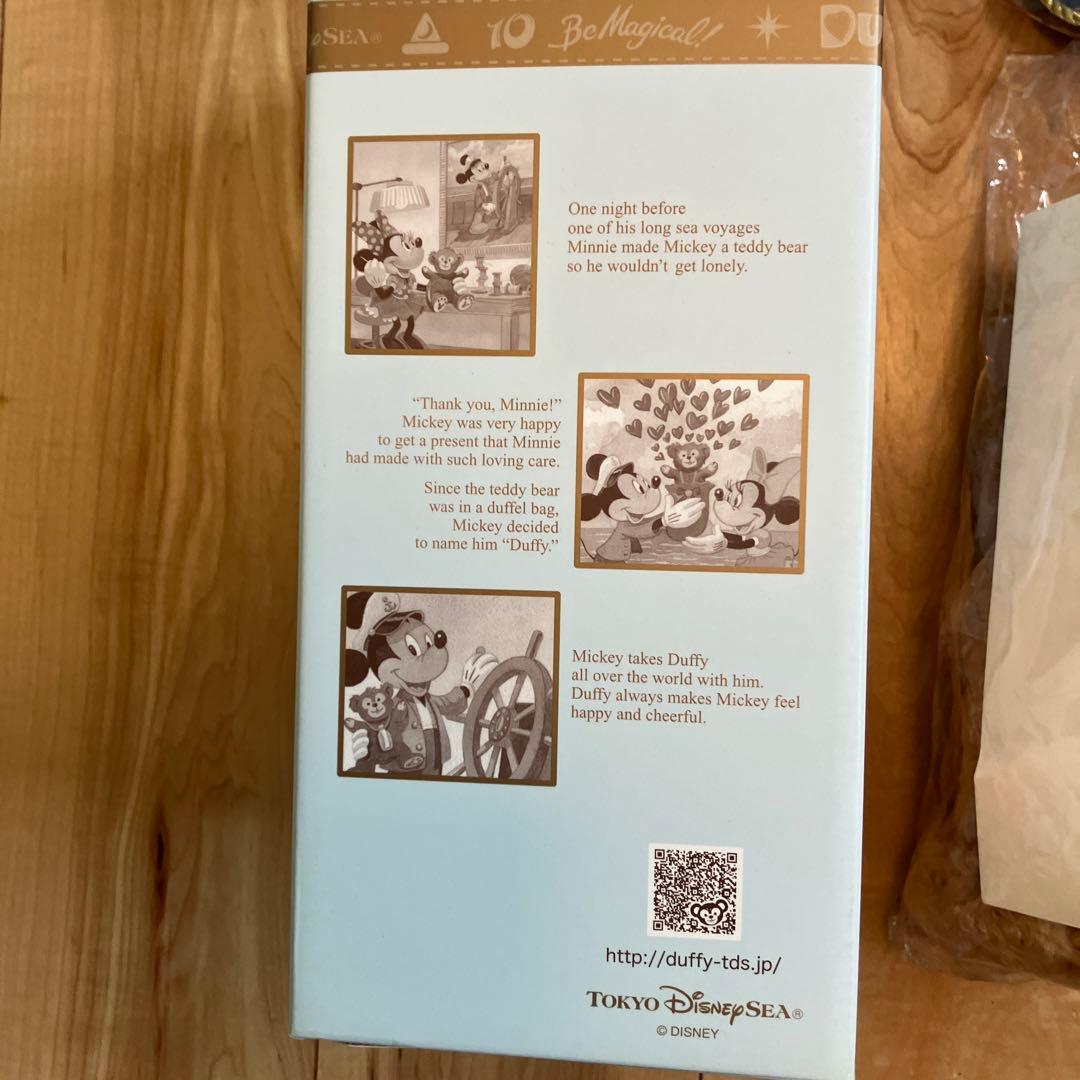 SEA®
10
Be Magical!
DU
One night before
one of his long sea voyages
Minnie made Mickey a teddy bear
so he wouldn't get lonely.
“Thank you, Minnie!”
Mickey was very happy
to get a present that Minnie
had made with such loving care.
Since the teddy bear
was in a duffel bag,
Mickey decided
to name him “Duffy.”
Mickey takes Duffy
all over the world with him.
Duffy always makes Mickey feel
happy and cheerful.
http://duffy-tds.jp/
TOKYO DisneySEA®
© DISNEY